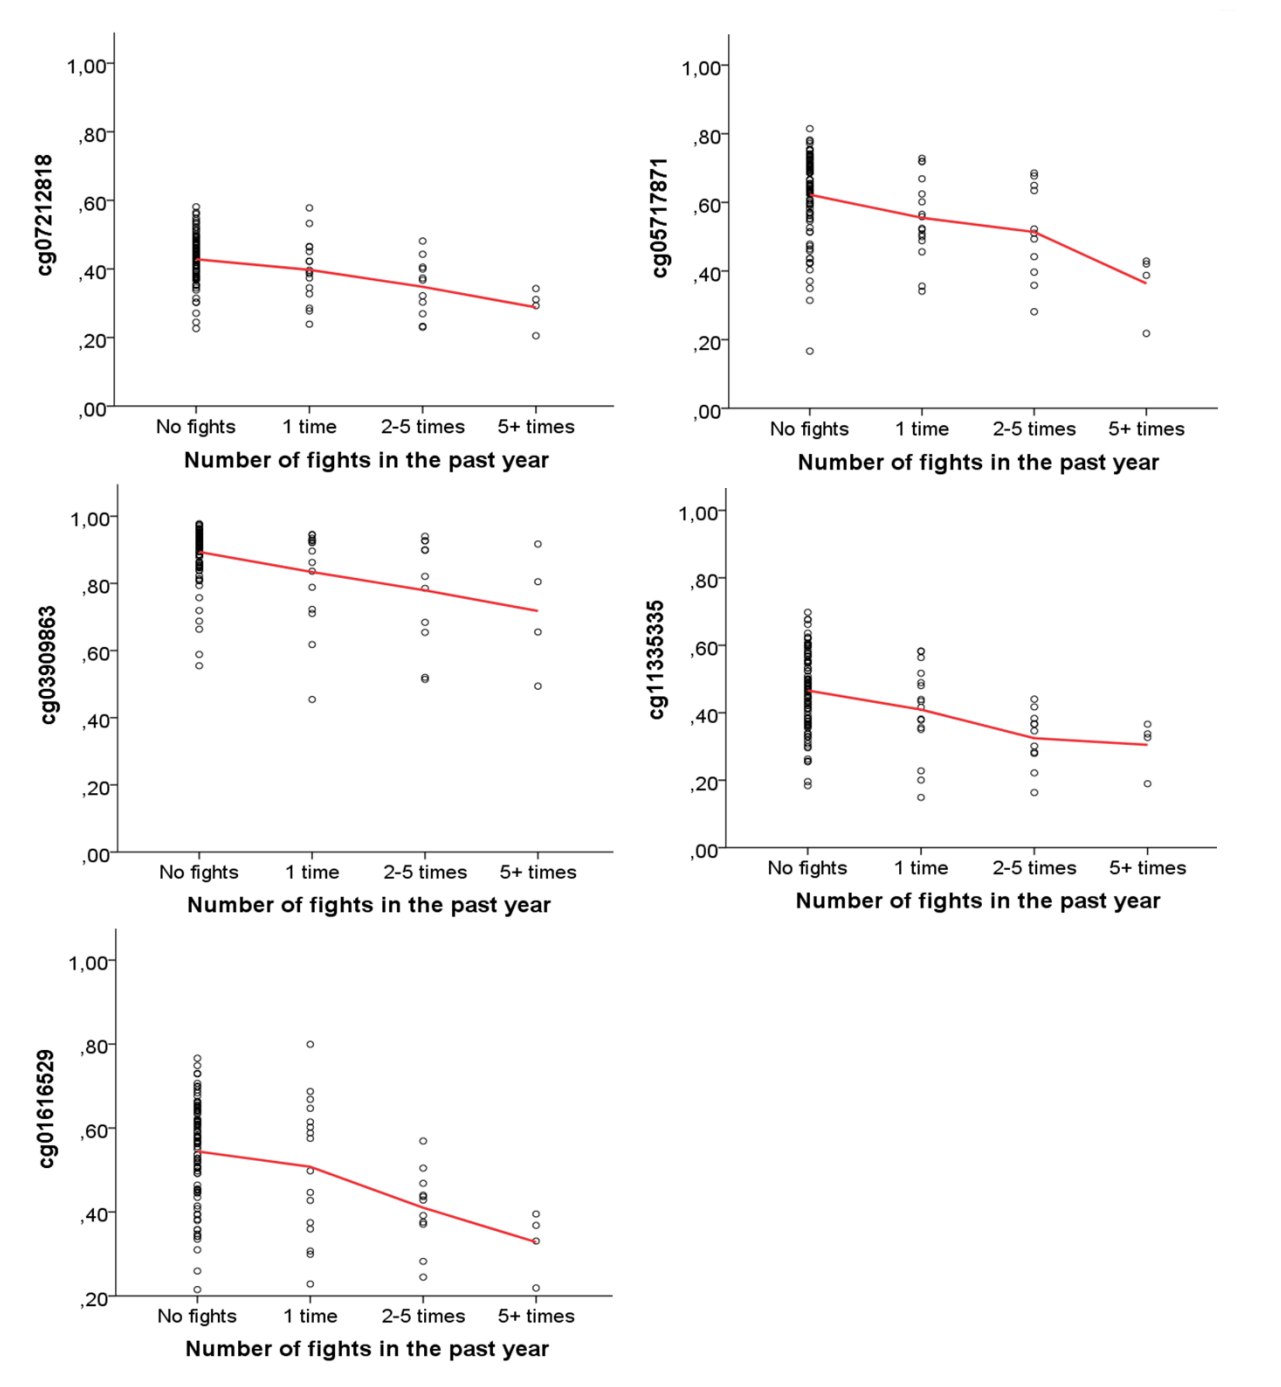 cg07212818
1,00
,80
,60
,40
,20
,00
No fights 1 time 2-5 times 5+ times
Number of fights in the past year
cg05717871
1,00
,80
,60
,40
,20
,00
No fights 1 time 2-5 times 5+ times
Number of fights in the past year
cg03909863
1,00
,80
,60
,40
,20
,00
No fights 1 time 2-5 times 5+ times
Number of fights in the past year
cg11335335
1,00
,80
,60
,40
,20
,00
No fights 1 time 2-5 times 5+ times
Number of fights in the past year
cg01616529
1,00
,80
,60
,40
,20
No fights 1 time 2-5 times 5+ times
Number of fights in the past year